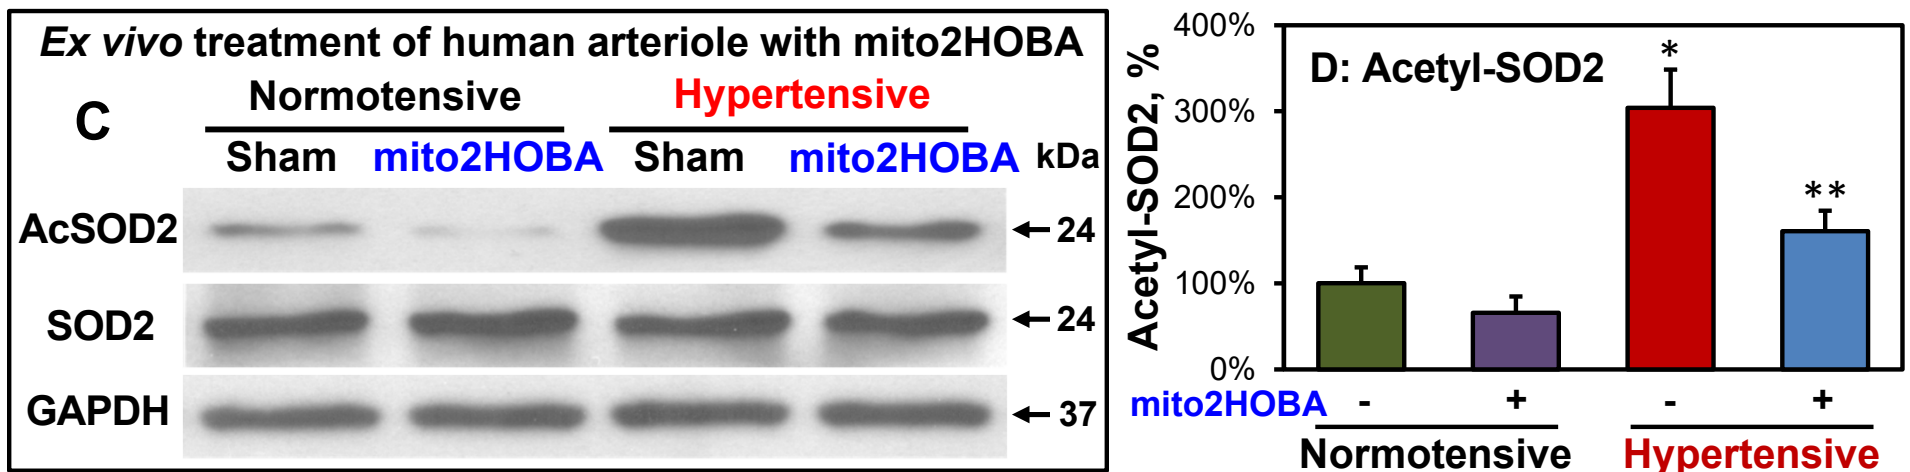 Ex vivo treatment of human arteriole with mito2HOBA
C
Normotensive Hypertensive
Sham mito2HOBA Sham mito2HOBA kDa
AcSOD2 ←24
SOD2 ←24
GAPDH ←37
D: Acetyl-SOD2
Acetyl-SOD2, %
400%
300%
200%
100%
0%
*
**
mito2HOBA - + - +
Normotensive Hypertensive